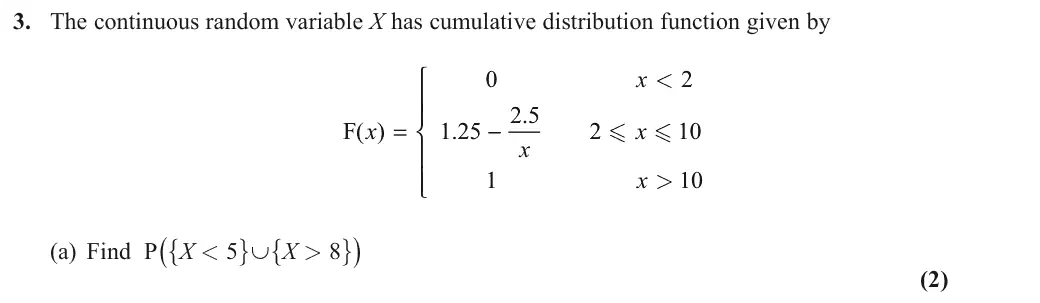 3. The continuous random variable X has cumulative distribution function given by
0 x < 2
F(x) = { 1.25 − 2.5/x 2 ⩽ x ⩽ 10
1 x > 10
(a) Find P({X < 5}∪{X > 8})
(2)